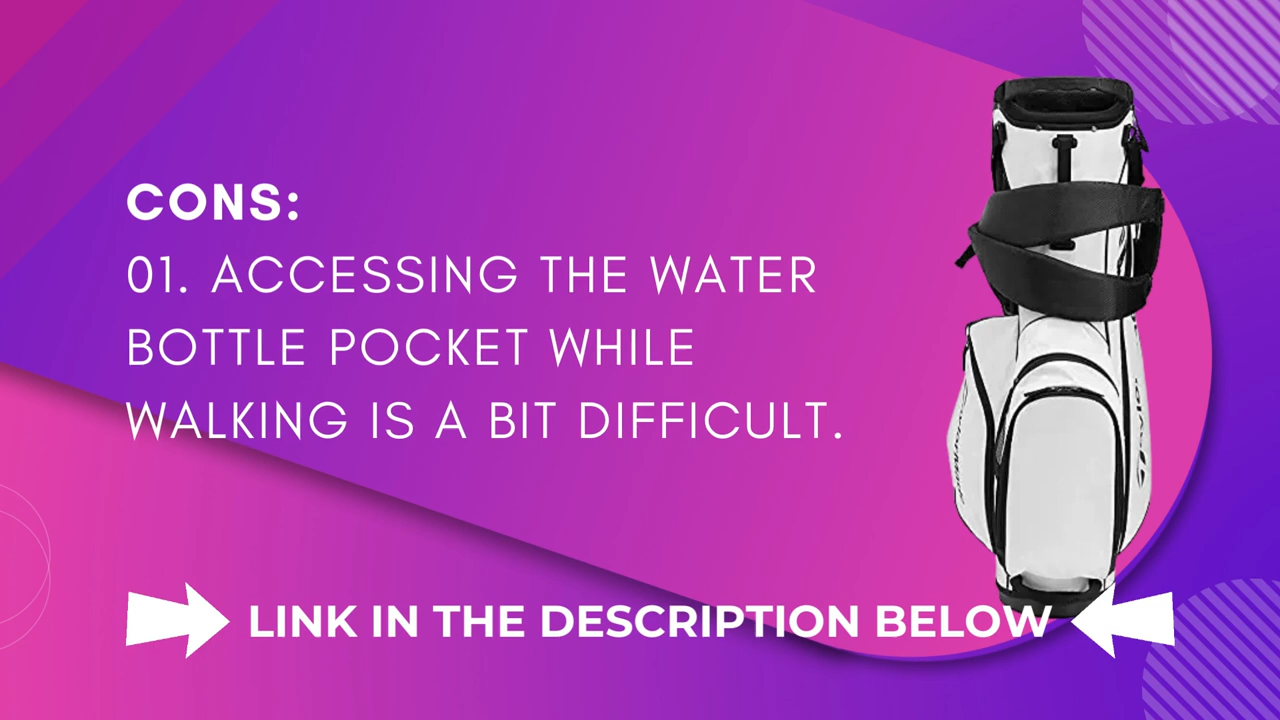 CONS:
01. ACCESSING THE WATER
BOTTLE POCKET WHILE
WALKING IS A BIT DIFFICULT.
LINK IN THE DESCRIPTION BELOW